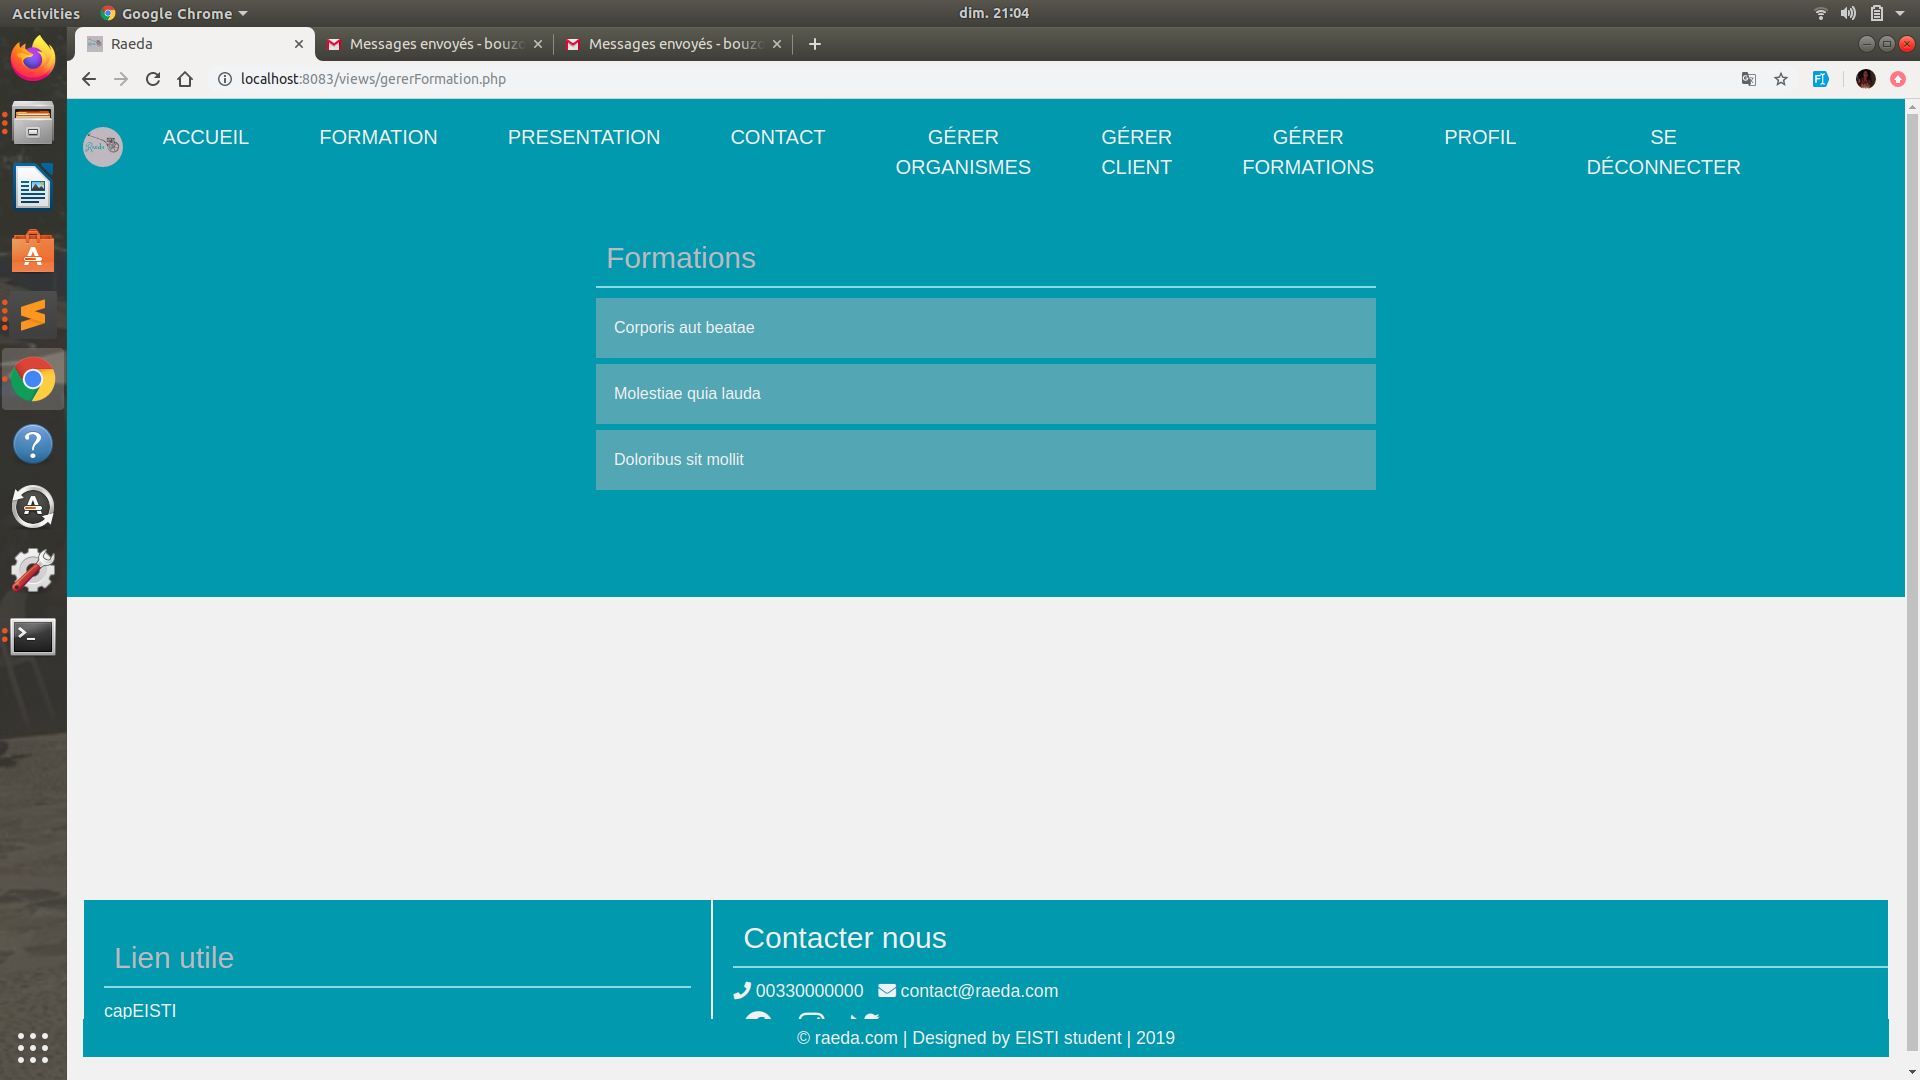 Activities
Google Chrome
dim. 21:04
Raeda
Messages envoyés - bouzo
Messages envoyés - bouzo
localhost:8083/views/gererFormation.php
Raeda
ACCUEIL
FORMATION
PRESENTATION
CONTACT
GÉRER
ORGANISMES
GÉRER
CLIENT
GÉRER
FORMATIONS
PROFIL
SE
DÉCONNECTER
Formations
Corporis aut beatae
Molestiae quia lauda
Doloribus sit mollit
Lien utile
capEISTI
Contacter nous
00330000000 contact@raeda.com
© raeda.com | Designed by EISTI student | 2019